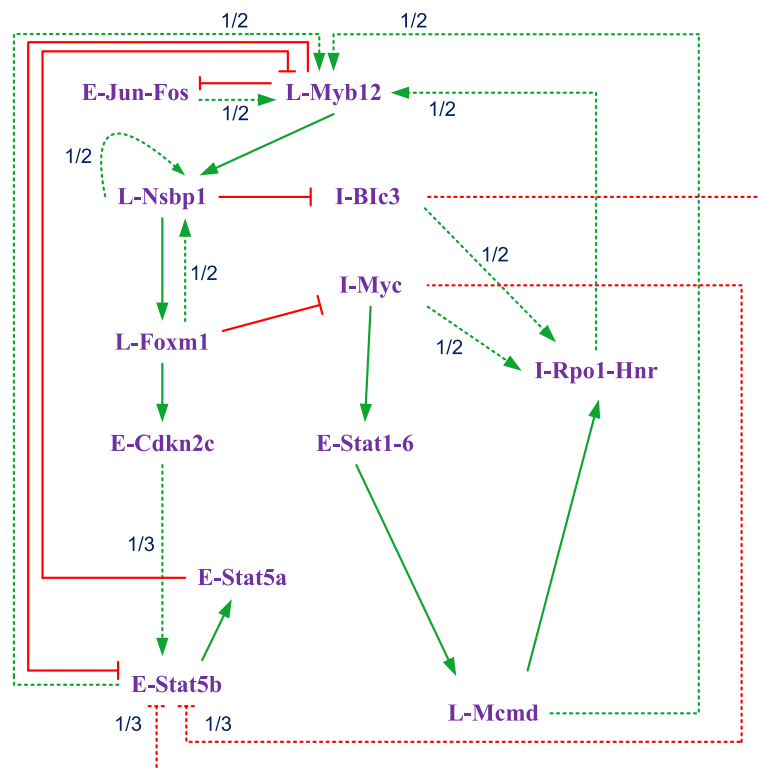 1/2
1/2
E-Jun-Fos
L-Myb12
1/2
1/2
1/2
L-Nsbp1
I-BIc3
1/2
1/2
I-Myc
L-Foxm1
1/2
I-Rpo1-Hnr
E-Cdkn2c
E-Stat1-6
1/3
E-Stat5a
E-Stat5b
L-Mcmd
1/3
1/3